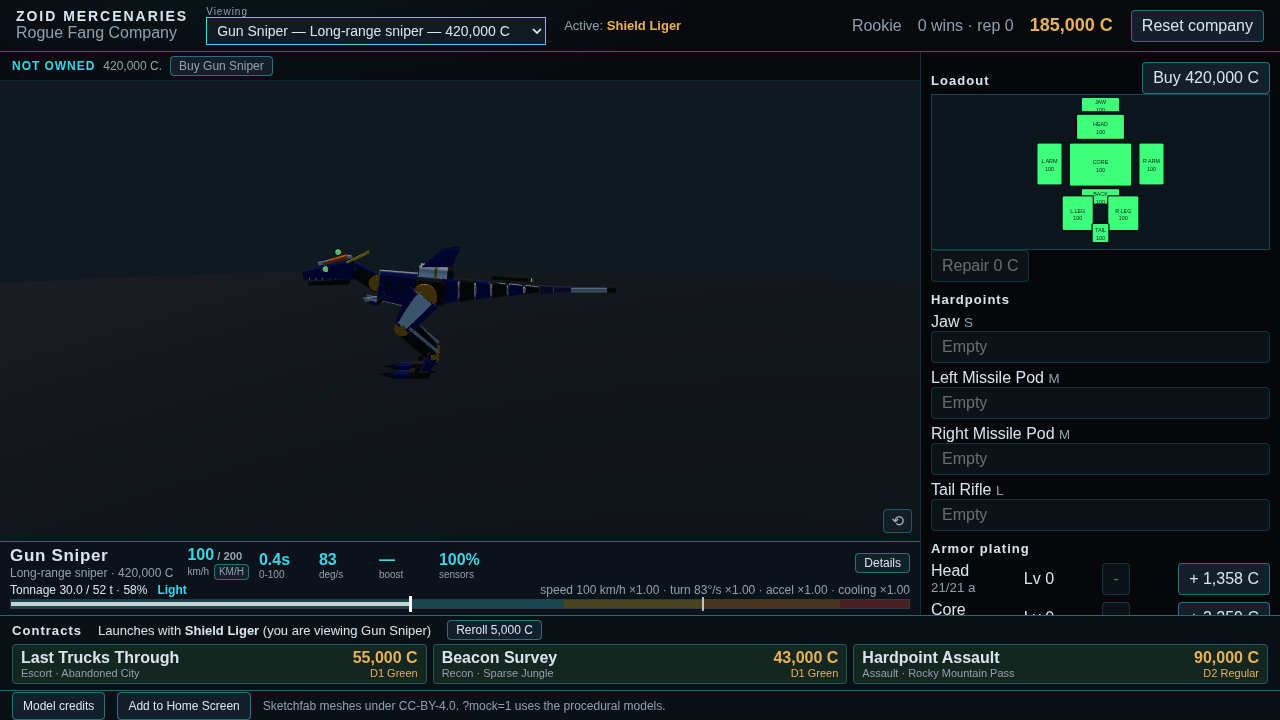 ZOID MERCENARIES
Rogue Fang Company
Viewing
Gun Sniper — Long-range sniper — 420,000 C
Active: Shield Liger
Rookie 0 wins · rep 0 185,000 C
Reset company
NOT OWNED 420,000 C. Buy Gun Sniper
Loadout
Buy 420,000 C
JAW
100
HEAD
100
L ARM
100
CORE
100
R ARM
100
BACK
100
L LEG
100
R LEG
100
TAIL
100
Repair 0 C
Hardpoints
Jaw S
Empty
Left Missile Pod M
Empty
Right Missile Pod M
Empty
Tail Rifle L
Empty
Armor plating
Head
21/21 a
Lv 0
-
+ 1,358 C
Core
⟲
Gun Sniper
Long-range sniper · 420,000 C
100 / 200
km/h KM/H
0.4s
0-100
83
deg/s
—
boost
100%
sensors
Details
Tonnage 30.0 / 52 t · 58% Light
speed 100 km/h ×1.00 · turn 83°/s ×1.00 · accel ×1.00 · cooling ×1.00
Contracts Launches with Shield Liger (you are viewing Gun Sniper) Reroll 5,000 C
Last Trucks Through 55,000 C
Escort · Abandoned City D1 Green
Beacon Survey 43,000 C
Recon · Sparse Jungle D1 Green
Hardpoint Assault 90,000 C
Assault · Rocky Mountain Pass D2 Regular
Model credits Add to Home Screen Sketchfab meshes under CC-BY-4.0. ?mock=1 uses the procedural models.